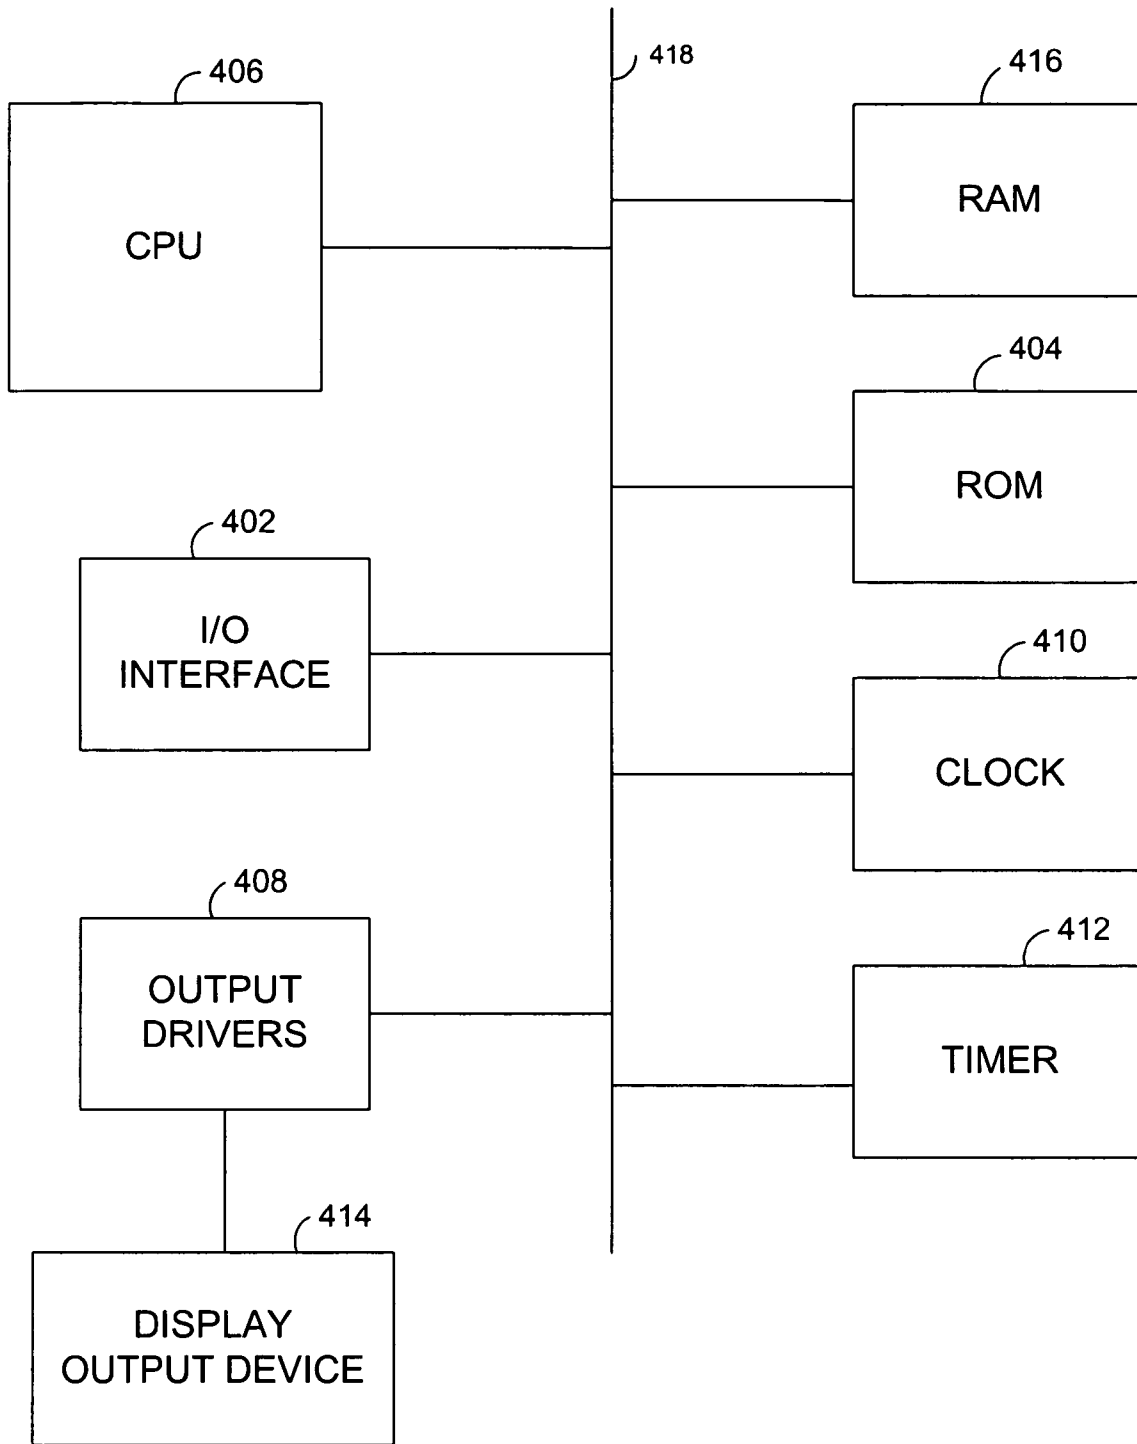 406
418
416
CPU
RAM
404
ROM
402
I/O
INTERFACE
410
CLOCK
408
OUTPUT
DRIVERS
412
TIMER
414
DISPLAY
OUTPUT DEVICE